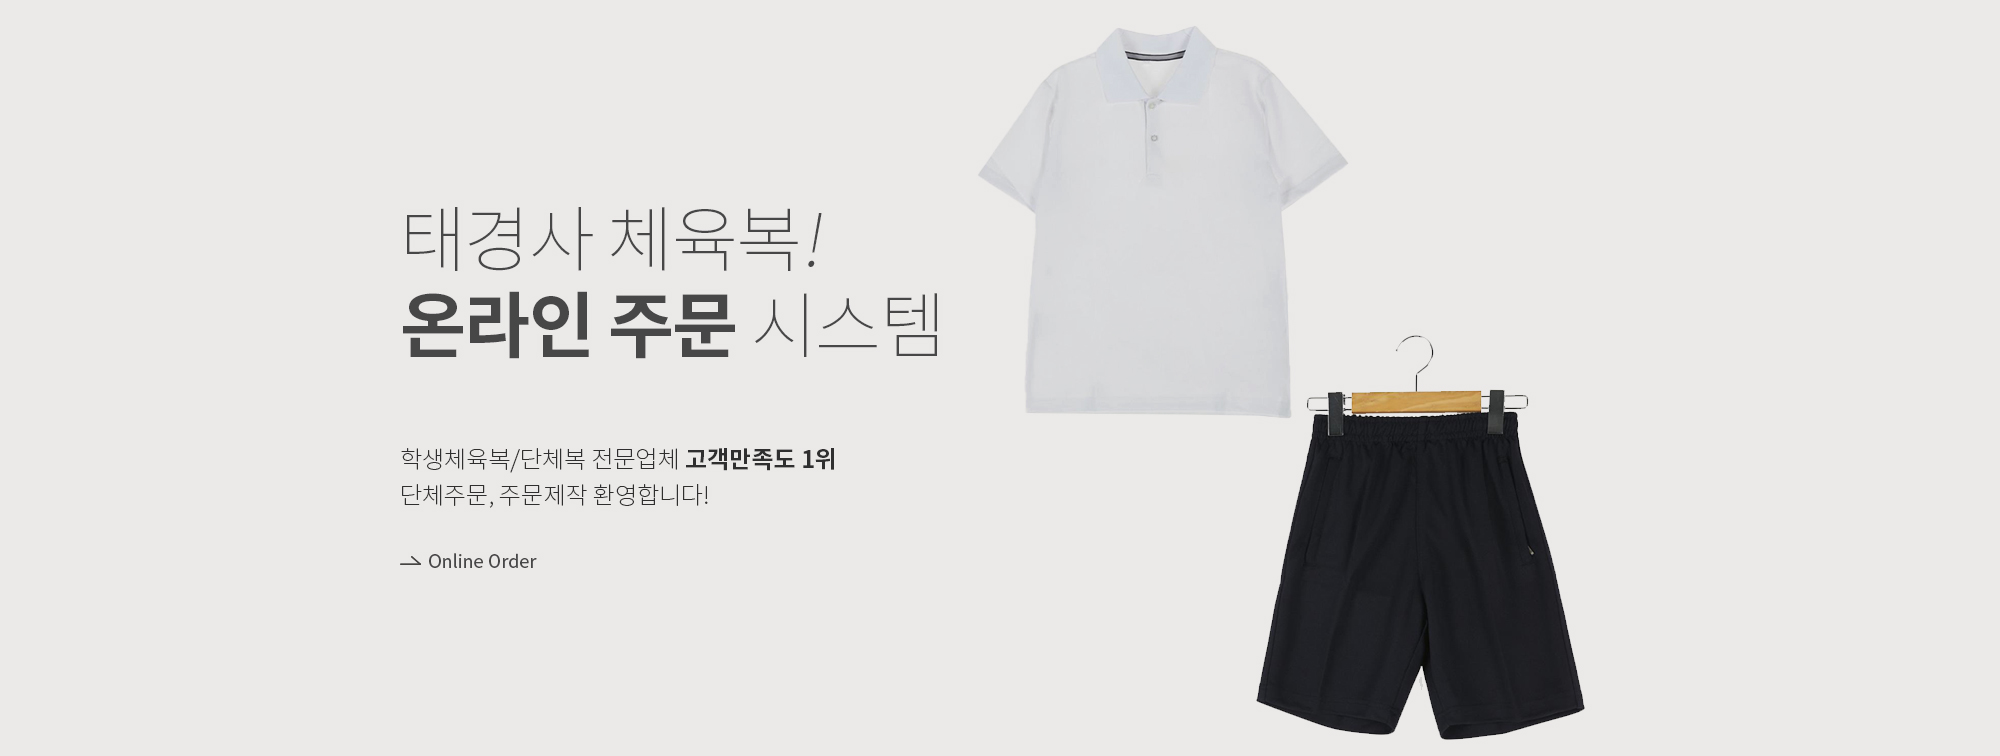 태경사 체육복!
온라인 주문 시스템
학생체육복/단체복 전문업체 고객만족도 1위
단체주문, 주문제작 환영합니다!
Online Order